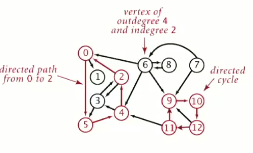 vertex of
outdegree 4
and indegree 2
directed path
from 0 to 2
directed
cycle
0
6
8
7
1
2
3
9
10
4
5
11
12